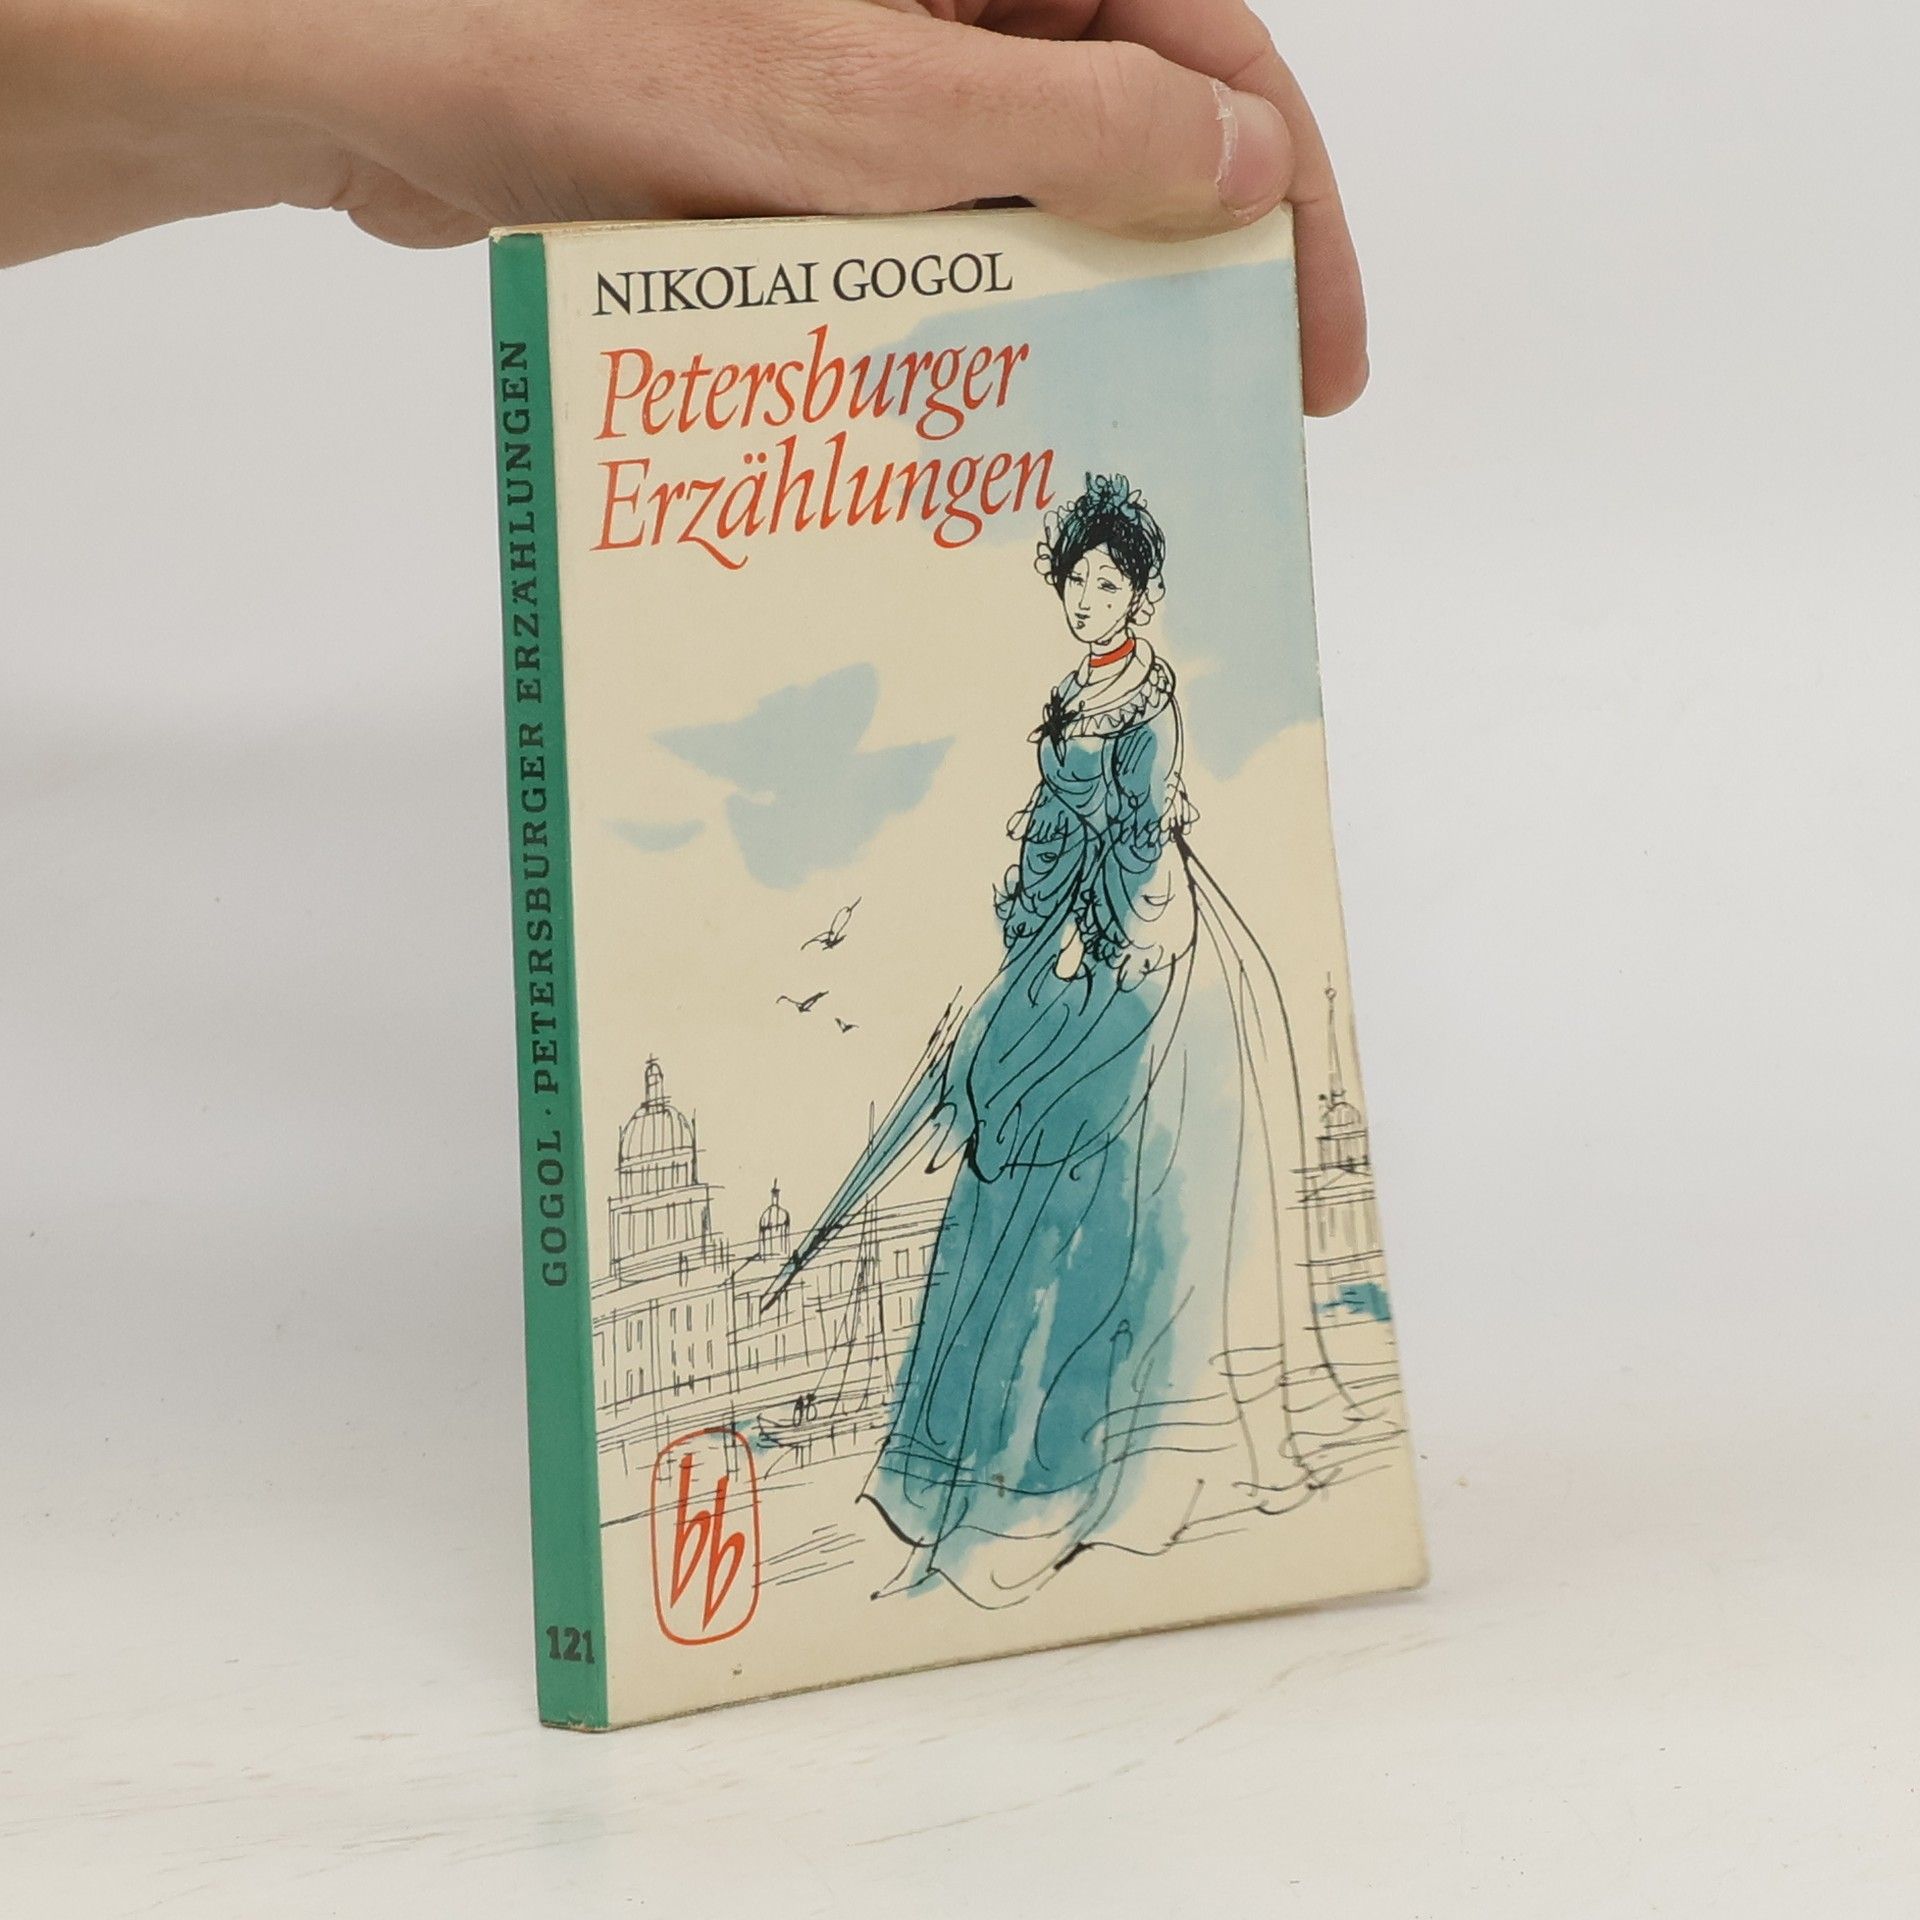 NIKOLAI GOGOL
Petersburger
Erzählungen
GOGOL · PETERSBURGER ERZÄHLUNGEN
121
bb